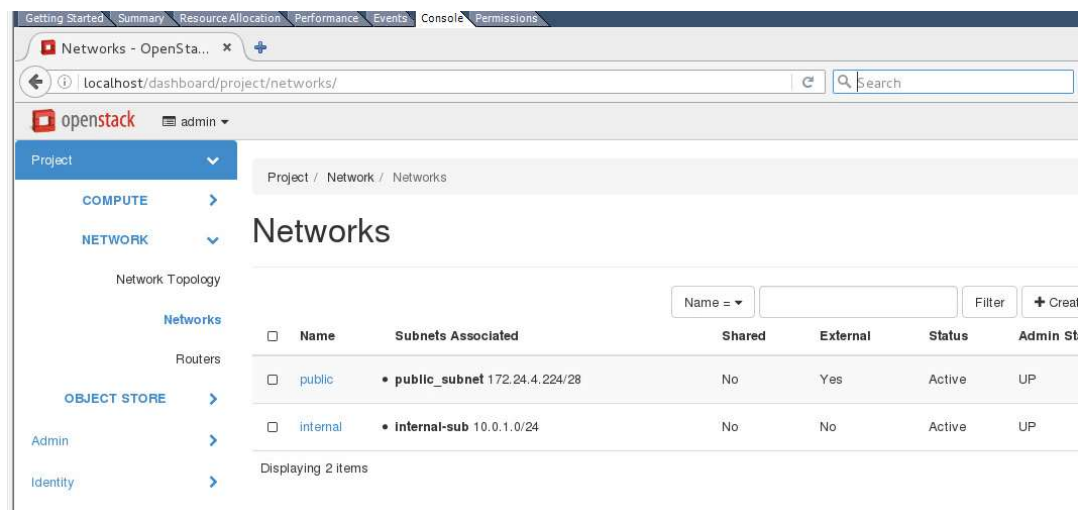 Getting Started Summary Resource Allocation Performance Events Console Permissions
Networks - OpenSta... ×
localhost/dashboard/project/networks/ Search
openstack admin
Project
Project / Network / Networks
COMPUTE
NETWORK
Networks
Network Topology
Name = Filter + Creat
Networks
Name Subnets Associated Shared External Status Admin Sta
Routers
public • public_subnet 172.24.4.224/28 No Yes Active UP
OBJECT STORE
internal • internal-sub 10.0.1.0/24 No No Active UP
Admin
Displaying 2 items
Identity